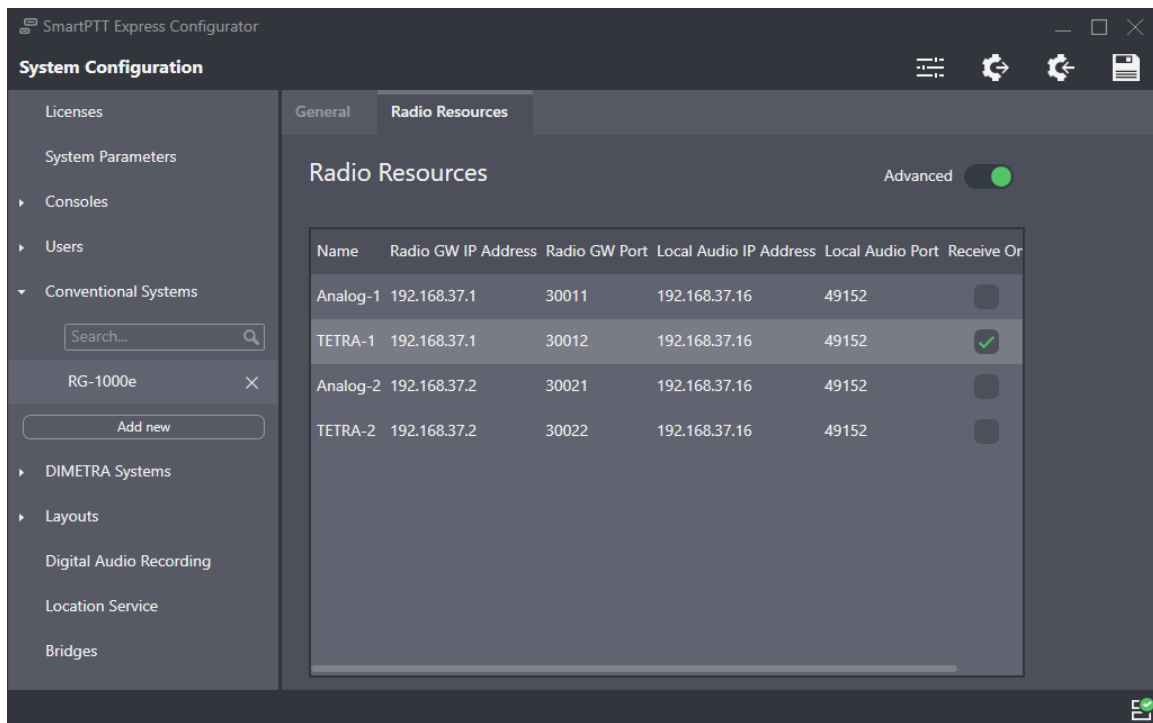 SmartPTT Express Configurator
System Configuration
Licenses
System Parameters
Consoles
Users
Conventional Systems
Search...
RG-1000e
Add new
DIMETRA Systems
Layouts
Digital Audio Recording
Location Service
Bridges
General Radio Resources
Radio Resources
Advanced
Name Radio GW IP Address Radio GW Port Local Audio IP Address Local Audio Port Receive Or
Analog-1 192.168.37.1 30011 192.168.37.16 49152
TETRA-1 192.168.37.1 30012 192.168.37.16 49152
Analog-2 192.168.37.2 30021 192.168.37.16 49152
TETRA-2 192.168.37.2 30022 192.168.37.16 49152